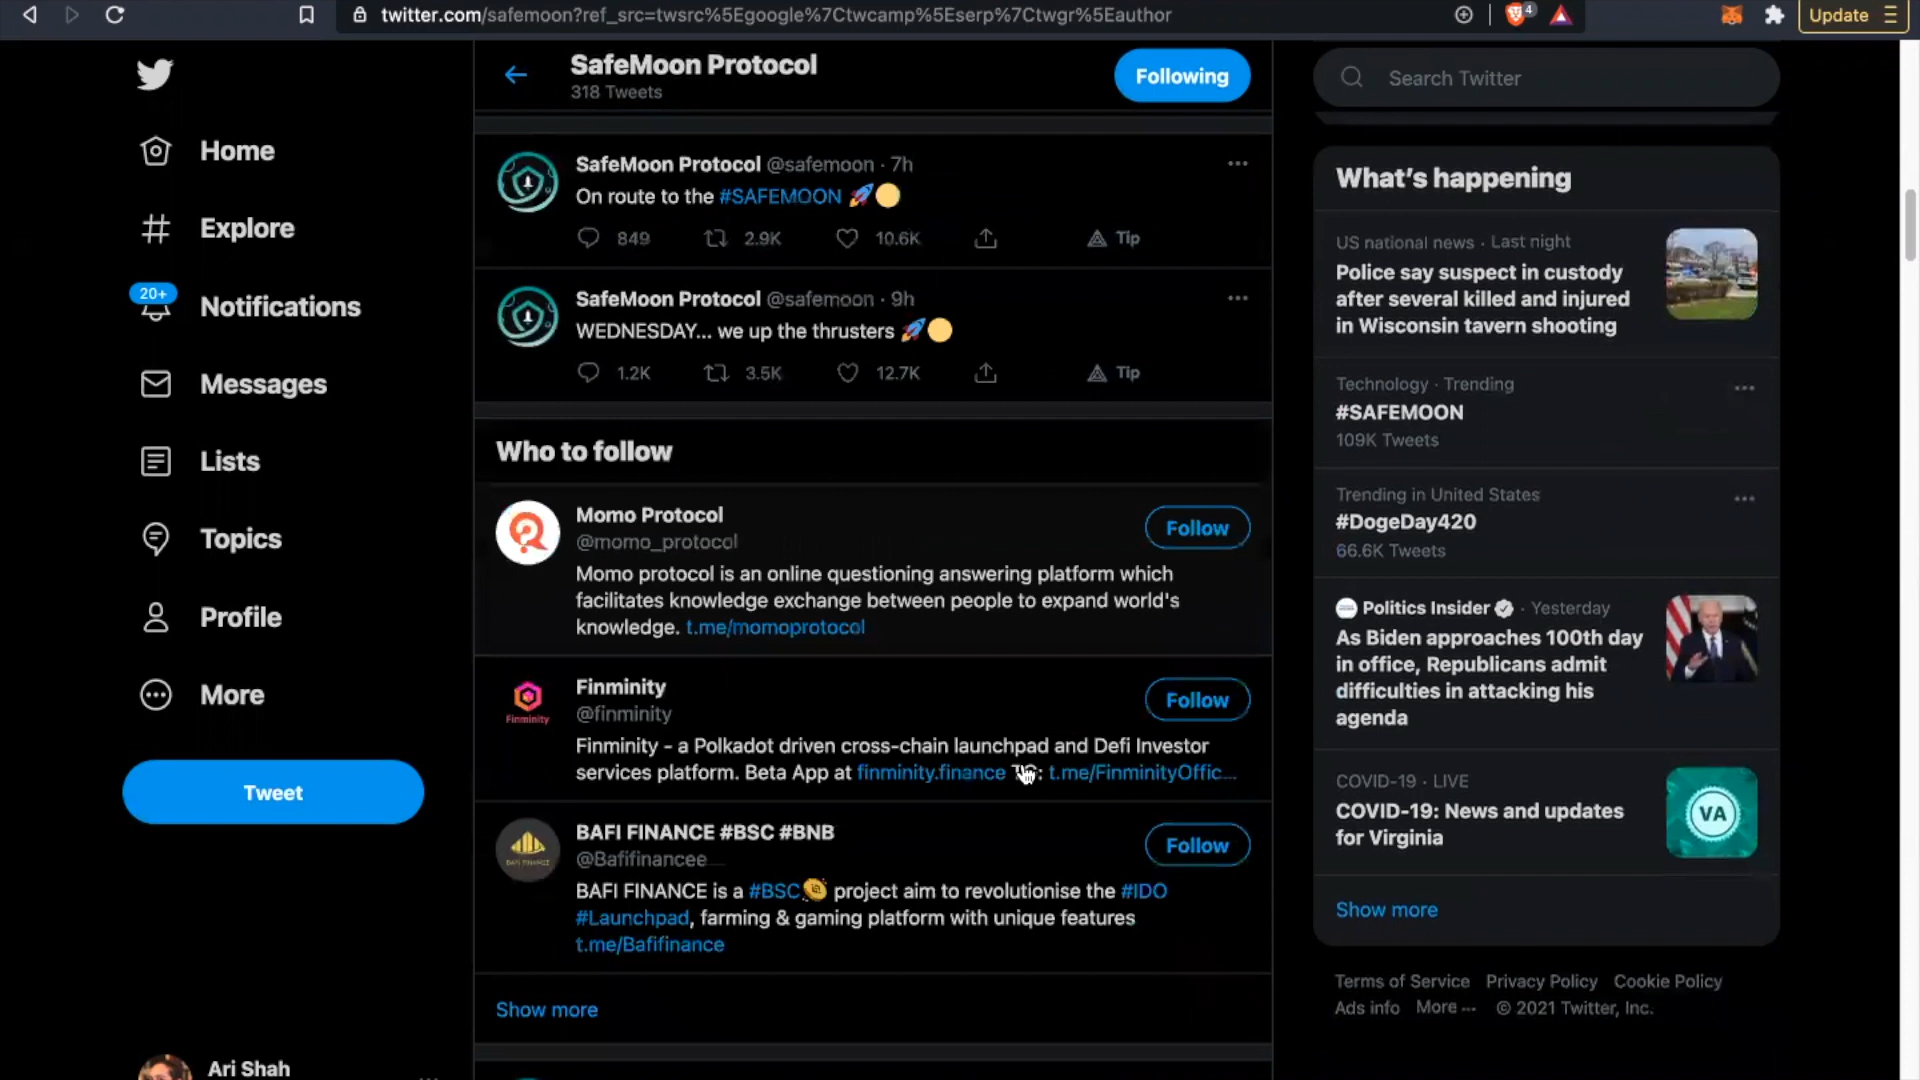 twitter.com/safemoon?ref_src=twsrc%5Egoogle%7Ctwcamp%5Eserp%7Ctwgr%5Eauthor
4
Update
SafeMoon Protocol
318 Tweets
Following
Search Twitter
Home
Explore
20+
Notifications
Messages
Lists
Topics
Profile
More
Tweet
Ari Shah
SafeMoon Protocol @safemoon · 7h
On route to the #SAFEMOON 🚀🌕
849 2.9K 10.6K Tip
SafeMoon Protocol @safemoon · 9h
WEDNESDAY... we up the thrusters 🚀🌕
1.2K 3.5K 12.7K Tip
Who to follow
Momo Protocol
@momo_protocol
Follow
Momo protocol is an online questioning answering platform which
facilitates knowledge exchange between people to expand world's
knowledge. t.me/momoprotocol
Finminity
Finminity
@finminity
Follow
Finminity - a Polkadot driven cross-chain launchpad and Defi Investor
services platform. Beta App at finminity.finance t.me/FinminityOffic...
BAFI FINANCE
BAFI FINANCE #BSC #BNB
@Bafifinancee
Follow
BAFI FINANCE is a #BSC project aim to revolutionise the #IDO
#Launchpad, farming & gaming platform with unique features
t.me/Bafifinance
Show more
What's happening
US national news · Last night
Police say suspect in custody
after several killed and injured
in Wisconsin tavern shooting
Technology · Trending
#SAFEMOON
109K Tweets
Trending in United States
#DogeDay420
66.6K Tweets
Politics Insider · Yesterday
As Biden approaches 100th day
in office, Republicans admit
difficulties in attacking his
agenda
COVID-19 · LIVE
COVID-19: News and updates
for Virginia
VA
Show more
Terms of Service Privacy Policy Cookie Policy
Ads info More ··· © 2021 Twitter, Inc.